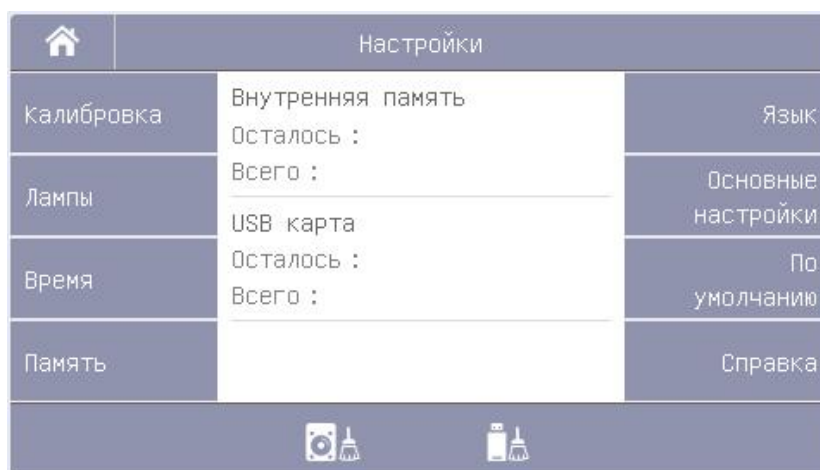 Настройки
Калибровка
Лампы
Время
Память
Внутренняя память
Осталось :
Всего :
USB карта
Осталось :
Всего :
Язык
Основные
настройки
По
умолчанию
Справка